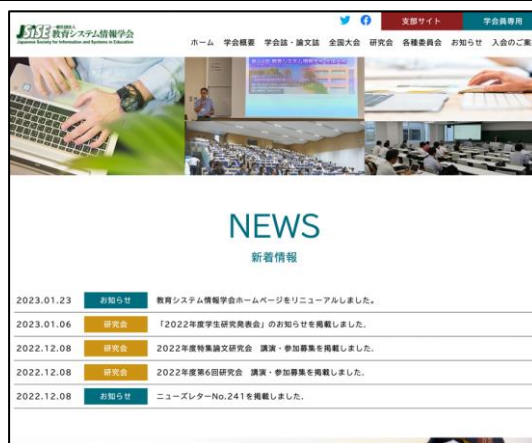 JSiSE 一般社団法人 教育システム情報学会
Japanese Society for Information and Systems in Education
支部サイト
学会員専用
ホーム 学会概要 学会誌・論文誌 全国大会 研究会 各種委員会 お知らせ 入会のご案
NEWS
新着情報
2023.01.23 お知らせ 教育システム情報学会ホームページをリニューアルしました。
2023.01.06 研究会 「2022年度学生研究発表会」のお知らせを掲載しました.
2022.12.08 研究会 2022年度特集論文研究会 講演・参加募集を掲載しました.
2022.12.08 研究会 2022年度第6回研究会 講演・参加募集を掲載しました.
2022.12.08 お知らせ ニューズレターNo.241を掲載しました.